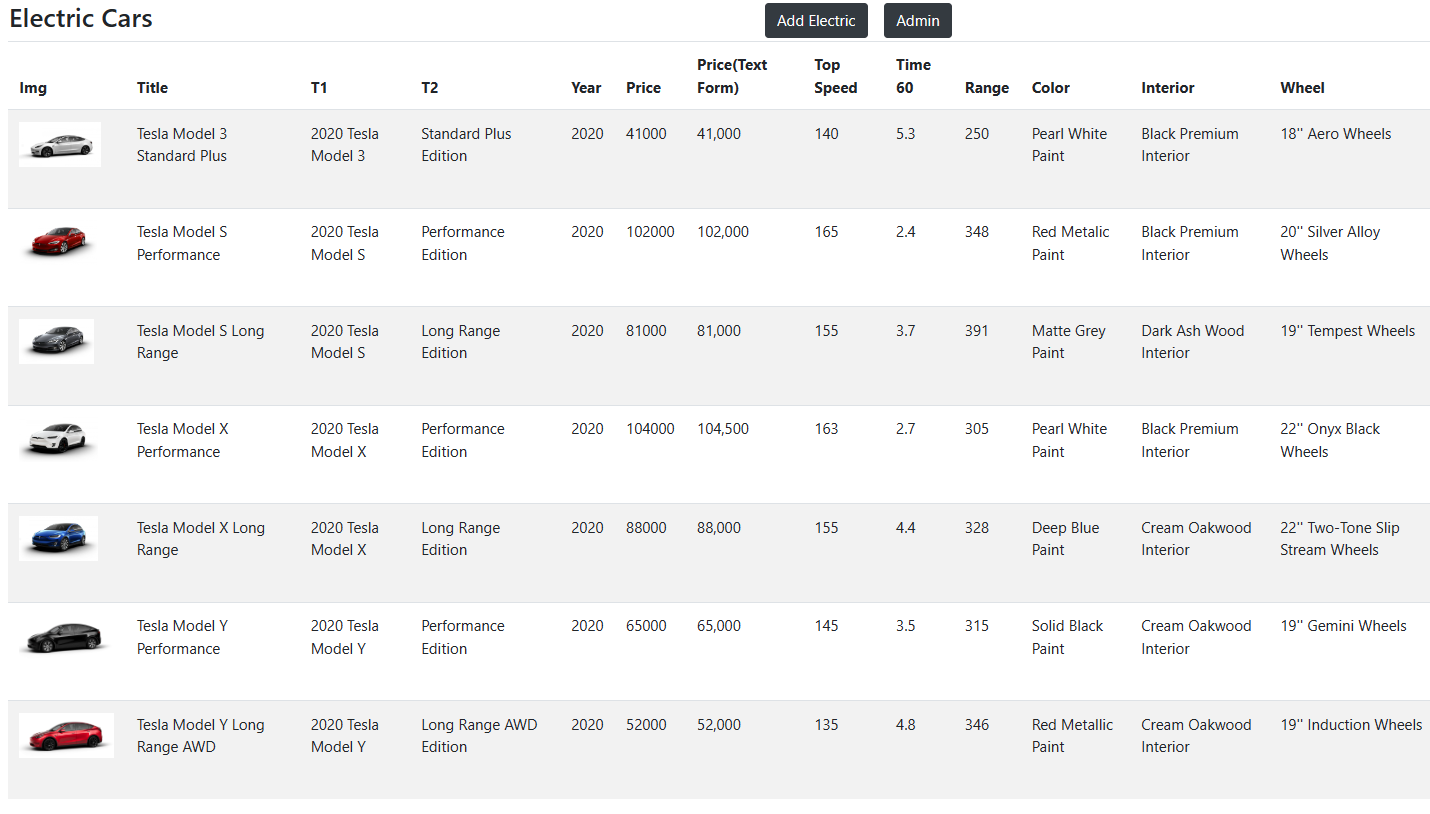 Electric Cars Add Electric Admin
Img Title T1 T2 Year Price Price(Text Form) Top Speed Time 60 Range Color Interior Wheel
Tesla Model 3 Standard Plus 2020 Tesla Model 3 Standard Plus Edition 2020 41000 41,000 140 5.3 250 Pearl White Paint Black Premium Interior 18'' Aero Wheels
Tesla Model S Performance 2020 Tesla Model S Performance Edition 2020 102000 102,000 165 2.4 348 Red Metalic Paint Black Premium Interior 20'' Silver Alloy Wheels
Tesla Model S Long Range 2020 Tesla Model S Long Range Edition 2020 81000 81,000 155 3.7 391 Matte Grey Paint Dark Ash Wood Interior 19'' Tempest Wheels
Tesla Model X Performance 2020 Tesla Model X Performance Edition 2020 104000 104,500 163 2.7 305 Pearl White Paint Black Premium Interior 22'' Onyx Black Wheels
Tesla Model X Long Range 2020 Tesla Model X Long Range Edition 2020 88000 88,000 155 4.4 328 Deep Blue Paint Cream Oakwood Interior 22'' Two-Tone Slip Stream Wheels
Tesla Model Y Performance 2020 Tesla Model Y Performance Edition 2020 65000 65,000 145 3.5 315 Solid Black Paint Cream Oakwood Interior 19'' Gemini Wheels
Tesla Model Y Long Range AWD 2020 Tesla Model Y Long Range AWD Edition 2020 52000 52,000 135 4.8 346 Red Metallic Paint Cream Oakwood Interior 19'' Induction Wheels